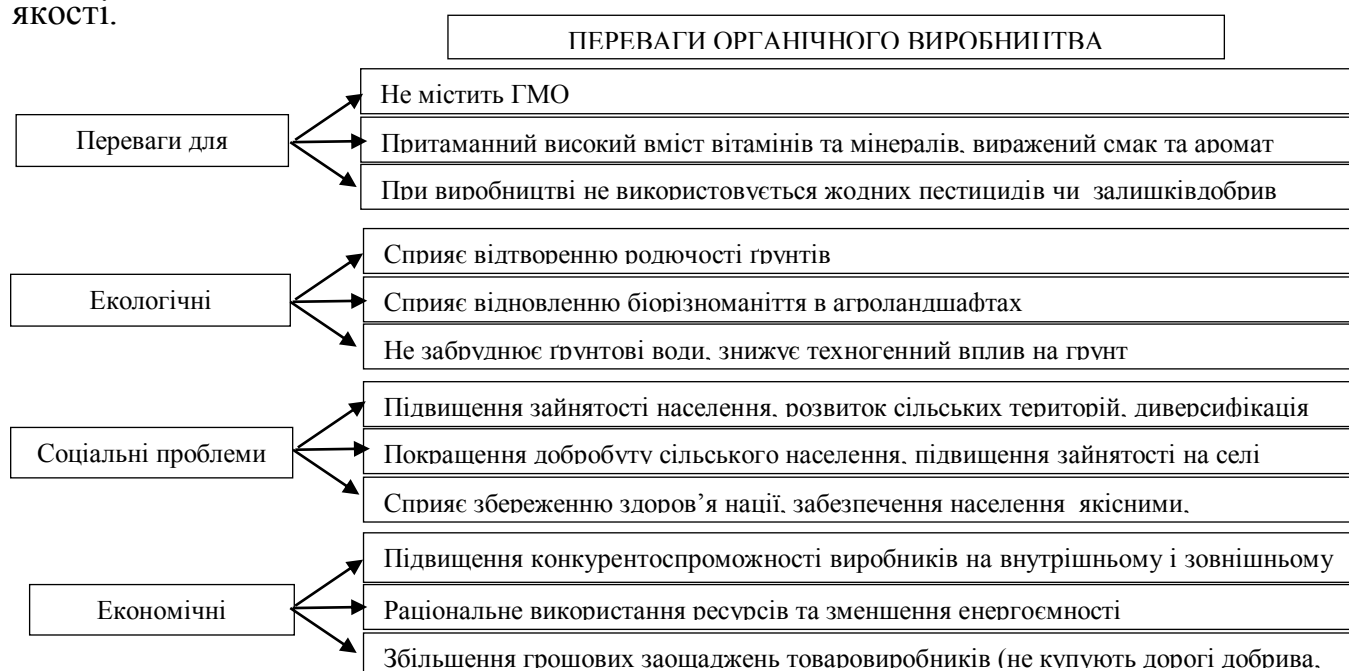 якості.
ПЕРЕВАГИ ОРГАНІЧНОГО ВИРОБНИЦТВА
Переваги для
Не містить ГМО
Притаманний високий вміст вітамінів та мінералів, виражений смак та аромат
При виробництві не використовується жодних пестицидів чи залишківдобрив
Екологічні
Сприяє відтворенню родючості ґрунтів
Сприяє відновленню біорізноманіття в агроландшафтах
Не забруднює ґрунтові води, знижує техногенний вплив на грунт
Соціальні проблеми
Підвищення зайнятості населення, розвиток сільських територій, диверсифікація
Покращення добробуту сільського населення, підвищення зайнятості на селі
Сприяє збереженню здоров’я нації, забезпечення населення якісними,
Економічні
Підвищення конкурентоспроможності виробників на внутрішньому і зовнішньому
Раціональне використання ресурсів та зменшення енергоємності
Збільшення грошових заощаджень товаровиробників (не купують дорогі добрива,